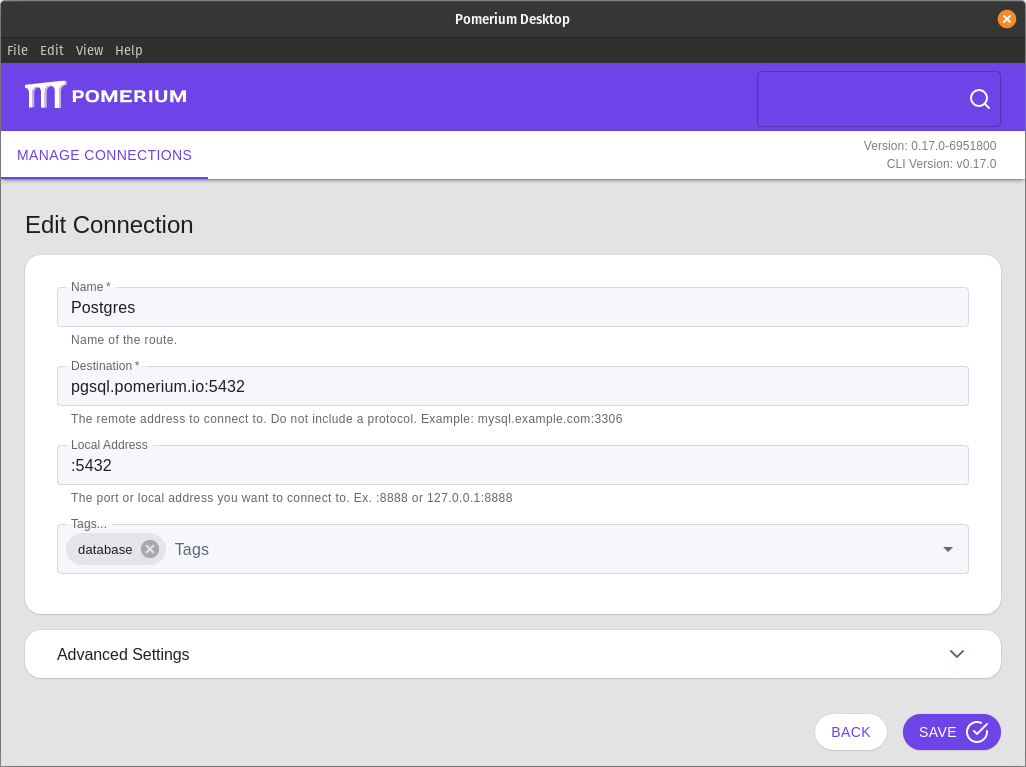 Pomerium Desktop
File Edit View Help
POMERIUM
MANAGE CONNECTIONS
Version: 0.17.0-6951800
CLI Version: v0.17.0
Edit Connection
Name *
Postgres
Name of the route.
Destination *
pgsql.pomerium.io:5432
The remote address to connect to. Do not include a protocol. Example: mysql.example.com:3306
Local Address
:5432
The port or local address you want to connect to. Ex. :8888 or 127.0.0.1:8888
Tags...
database Tags
Advanced Settings
BACK SAVE